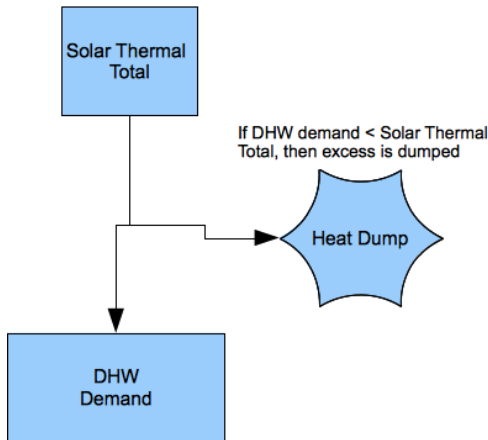 Solar Thermal
Total
If DHW demand < Solar Thermal
Total, then excess is dumped
Heat Dump
DHW
Demand